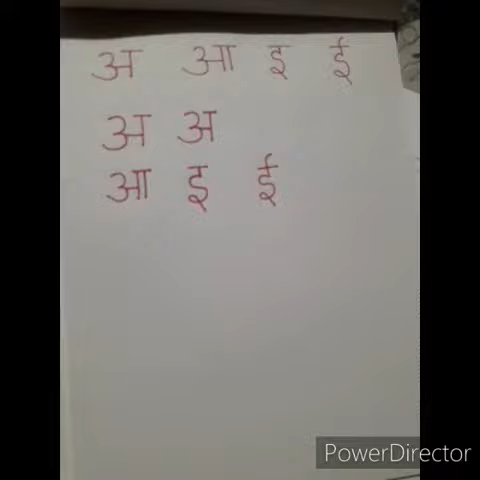 अ आ इ ई
अ अ
आ इ ई
PowerDirector